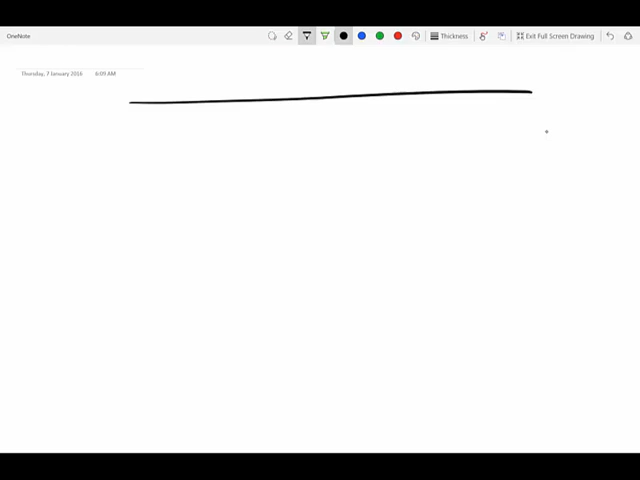 OneNote
Thickness
Exit Full Screen Drawing
Thursday, 7 January 2016 6:09 AM